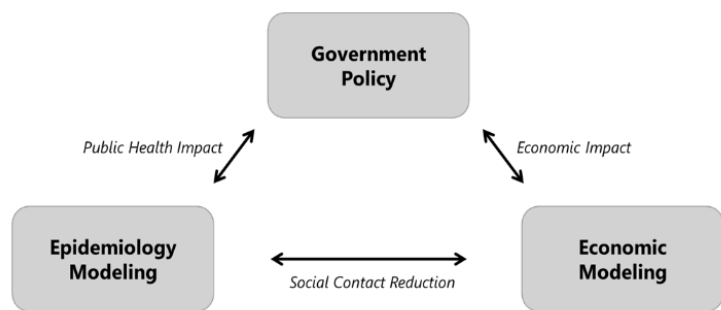 Government
Policy
Public Health Impact
Economic Impact
Epidemiology
Modeling
Economic
Modeling
Social Contact Reduction